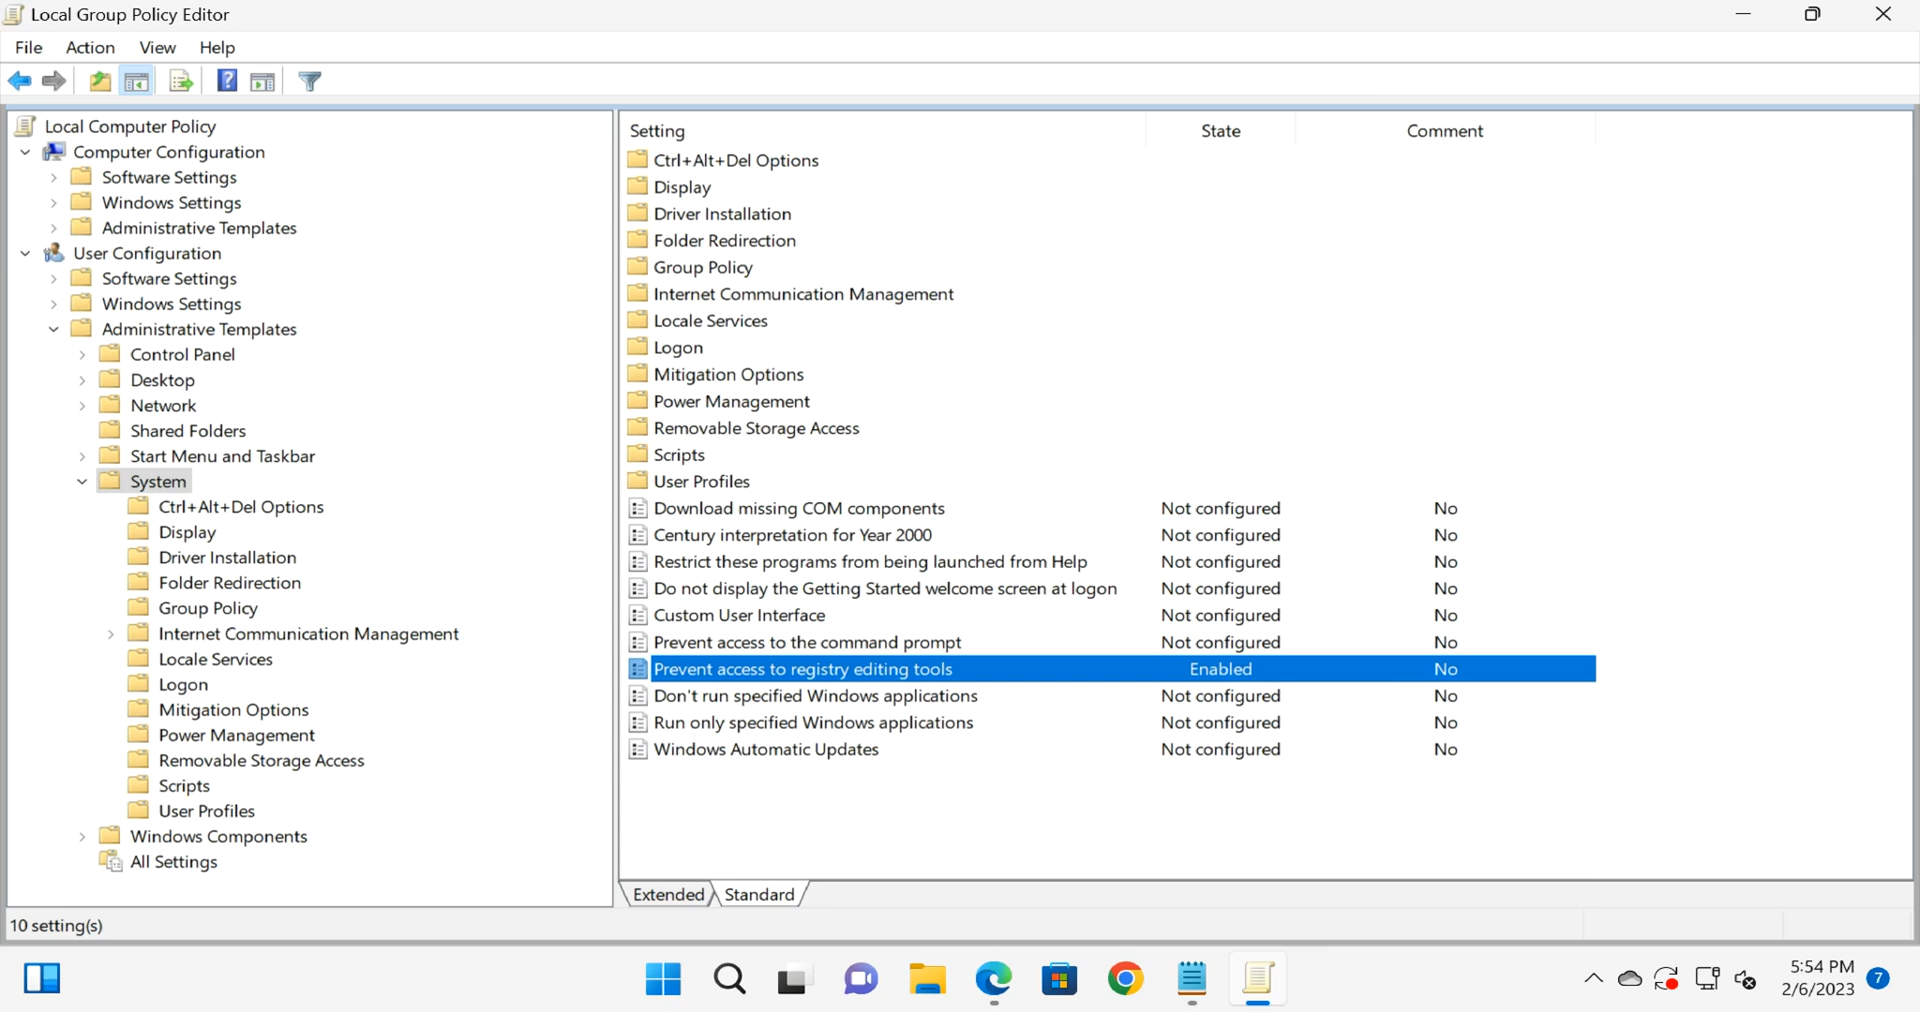 Local Group Policy Editor
File Action View Help
Local Computer Policy
Computer Configuration
Software Settings
Windows Settings
Administrative Templates
User Configuration
Software Settings
Windows Settings
Administrative Templates
Control Panel
Desktop
Network
Shared Folders
Start Menu and Taskbar
System
Ctrl+Alt+Del Options
Display
Driver Installation
Folder Redirection
Group Policy
Internet Communication Management
Locale Services
Logon
Mitigation Options
Power Management
Removable Storage Access
Scripts
User Profiles
Windows Components
All Settings
Setting State Comment
Ctrl+Alt+Del Options
Display
Driver Installation
Folder Redirection
Group Policy
Internet Communication Management
Locale Services
Logon
Mitigation Options
Power Management
Removable Storage Access
Scripts
User Profiles
Download missing COM components Not configured No
Century interpretation for Year 2000 Not configured No
Restrict these programs from being launched from Help Not configured No
Do not display the Getting Started welcome screen at logon Not configured No
Custom User Interface Not configured No
Prevent access to the command prompt Not configured No
Prevent access to registry editing tools Enabled No
Don't run specified Windows applications Not configured No
Run only specified Windows applications Not configured No
Windows Automatic Updates Not configured No
Extended Standard
10 setting(s)
5:54 PM
2/6/2023
7